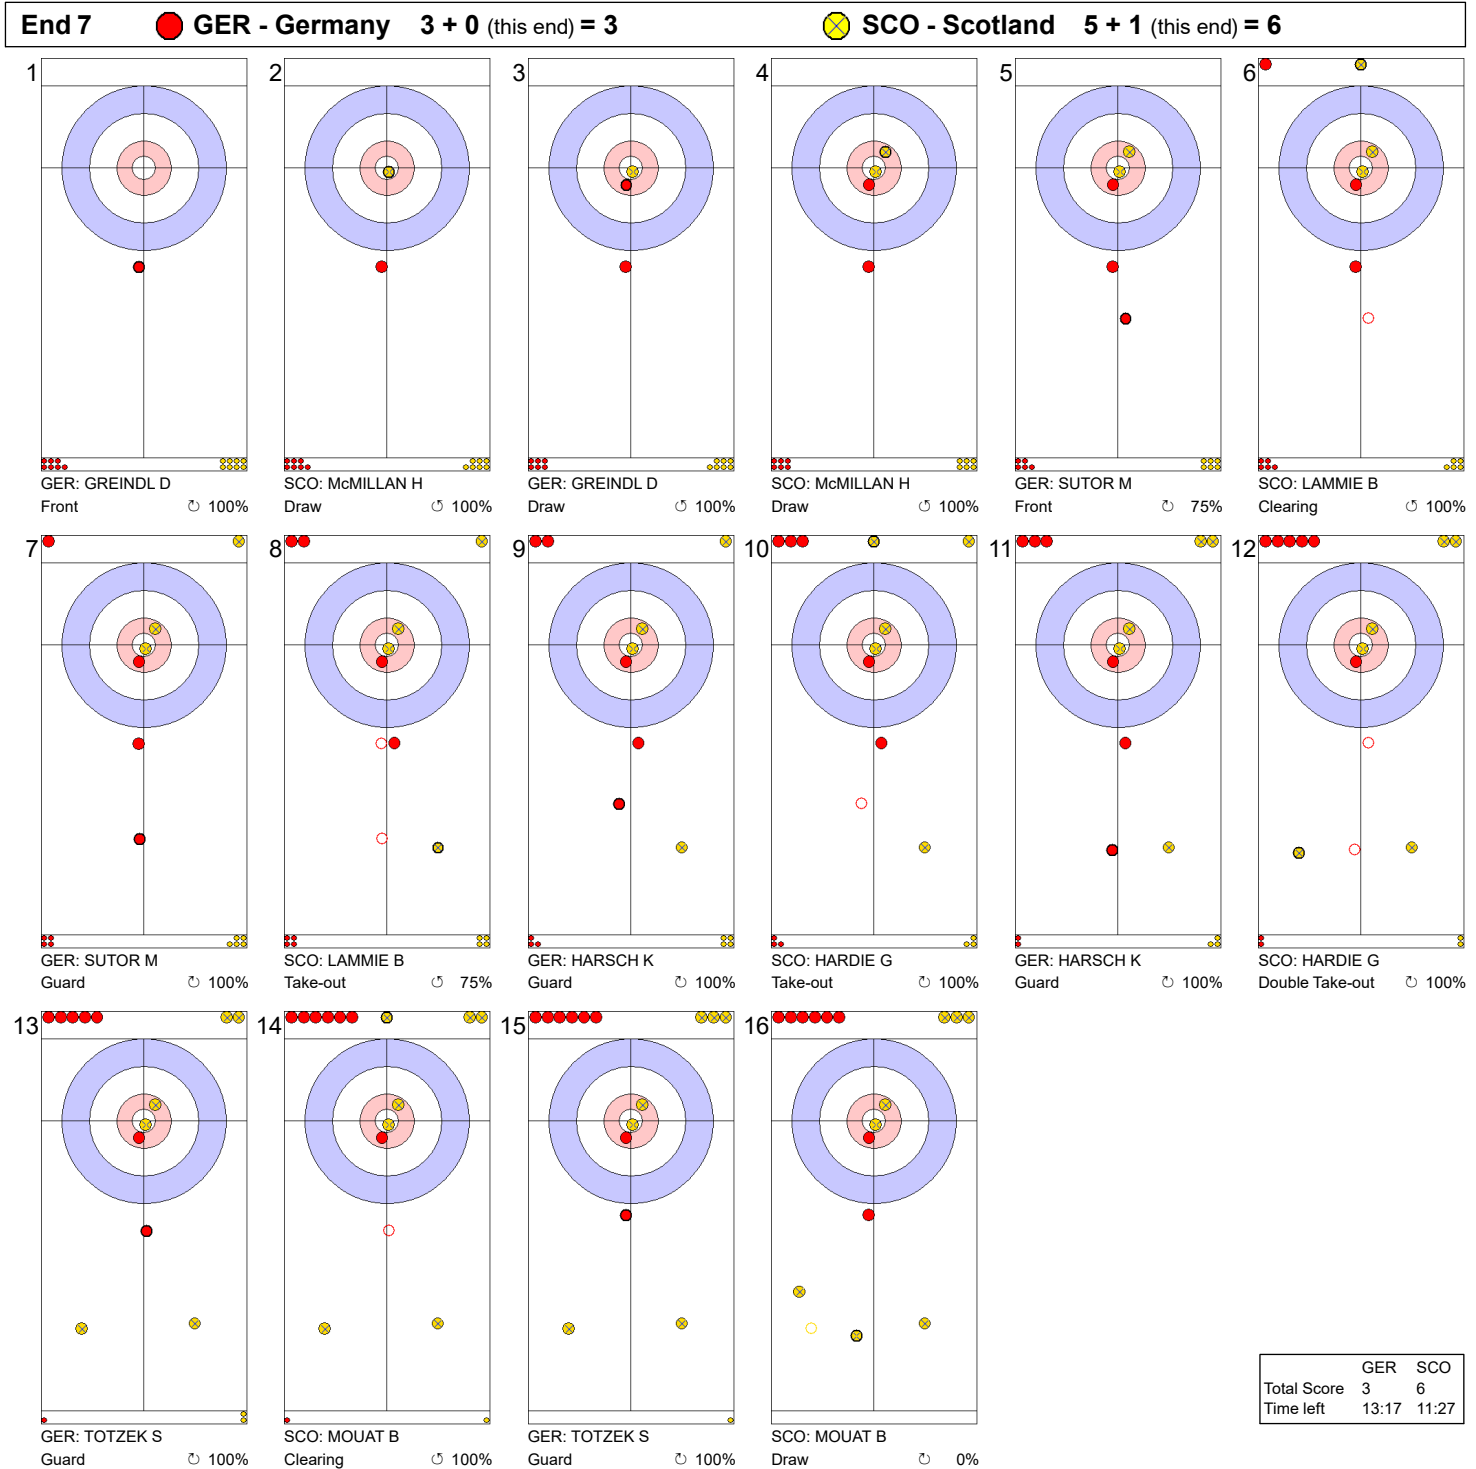 End 7 GER - Germany 3 + 0 (this end) = 3 SCO - Scotland 5 + 1 (this end) = 6
1 2 3 4 5 6
GER: GREINDL D SCO: McMILLAN H GER: GREINDL D SCO: McMILLAN H GER: SUTOR M SCO: LAMMIE B
Front ↻ 100% Draw ↺ 100% Draw ↻ 100% Draw ↺ 100% Front ↻ 75% Clearing ↺ 100%
7 8 9 10 11 12
GER: SUTOR M SCO: LAMMIE B GER: HARSCH K SCO: HARDIE G GER: HARSCH K SCO: HARDIE G
Guard ↻ 100% Take-out ↺ 75% Guard ↻ 100% Take-out ↻ 100% Guard ↻ 100% Double Take-out ↻ 100%
13 14 15 16
GER: TOTZEK S SCO: MOUAT B GER: TOTZEK S SCO: MOUAT B
Guard ↻ 100% Clearing ↻ 100% Guard ↻ 100% Draw ↻ 0%
GER SCO
Total Score 3 6
Time left 13:17 11:27